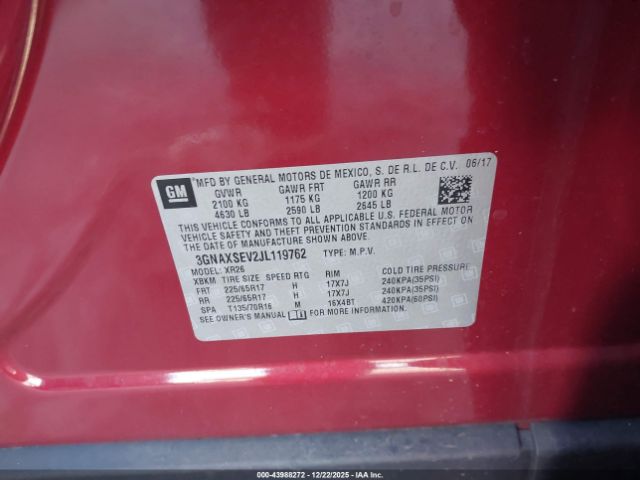 GM
MFD BY GENERAL MOTORS DE MEXICO, S. DE R.L. DE C.V. 06/17
GVWR GAWR FRT GAWR RR
2100 KG 1175 KG 1200 KG
4630 LB 2590 LB 2645 LB
THIS VEHICLE CONFORMS TO ALL APPLICABLE U.S. FEDERAL MOTOR
VEHICLE SAFETY AND THEFT PREVENTION STANDARDS IN EFFECT ON
THE DATE OF MANUFACTURE SHOWN ABOVE.
3GNAXSEV2JL119762 TYPE: M.P.V.
MODEL: XR26
XBKM TIRE SIZE SPEED RTG RIM COLD TIRE PRESSURE
FRT 225/65R17 H 17X7J 240KPA(35PSI)
RR 225/65R17 H 17X7J 240KPA(35PSI)
SPA T135/70R16 M 16X4BT 420KPA(60PSI)
SEE OWNER'S MANUAL FOR MORE INFORMATION.
000-43988272 - 12/22/2025 - IAA Inc.